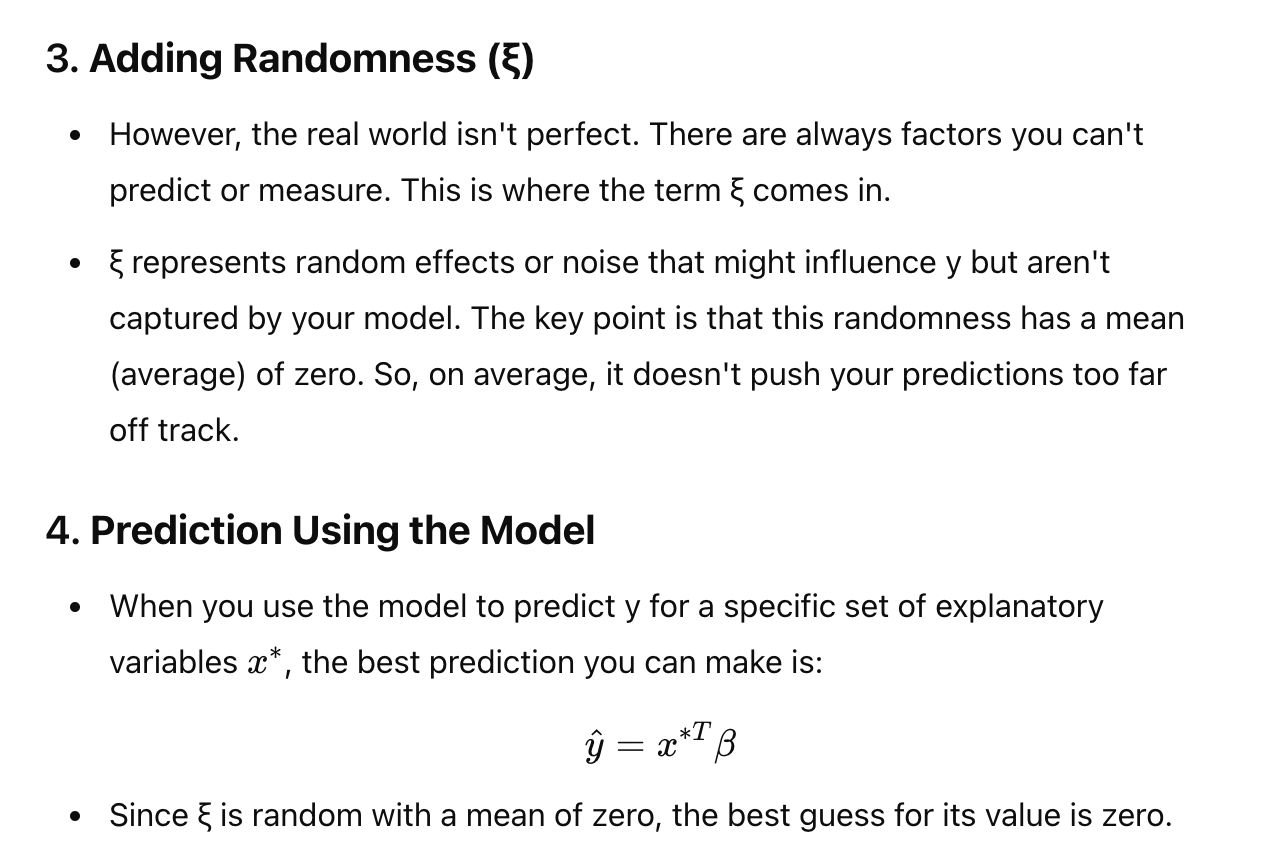 3. Adding Randomness (ξ)
• However, the real world isn't perfect. There are always factors you can't
predict or measure. This is where the term ξ comes in.
• ξ represents random effects or noise that might influence y but aren't
captured by your model. The key point is that this randomness has a mean
(average) of zero. So, on average, it doesn't push your predictions too far
off track.
4. Prediction Using the Model
• When you use the model to predict y for a specific set of explanatory
variables x*, the best prediction you can make is:
ŷ = x*ᵀβ
• Since ξ is random with a mean of zero, the best guess for its value is zero.